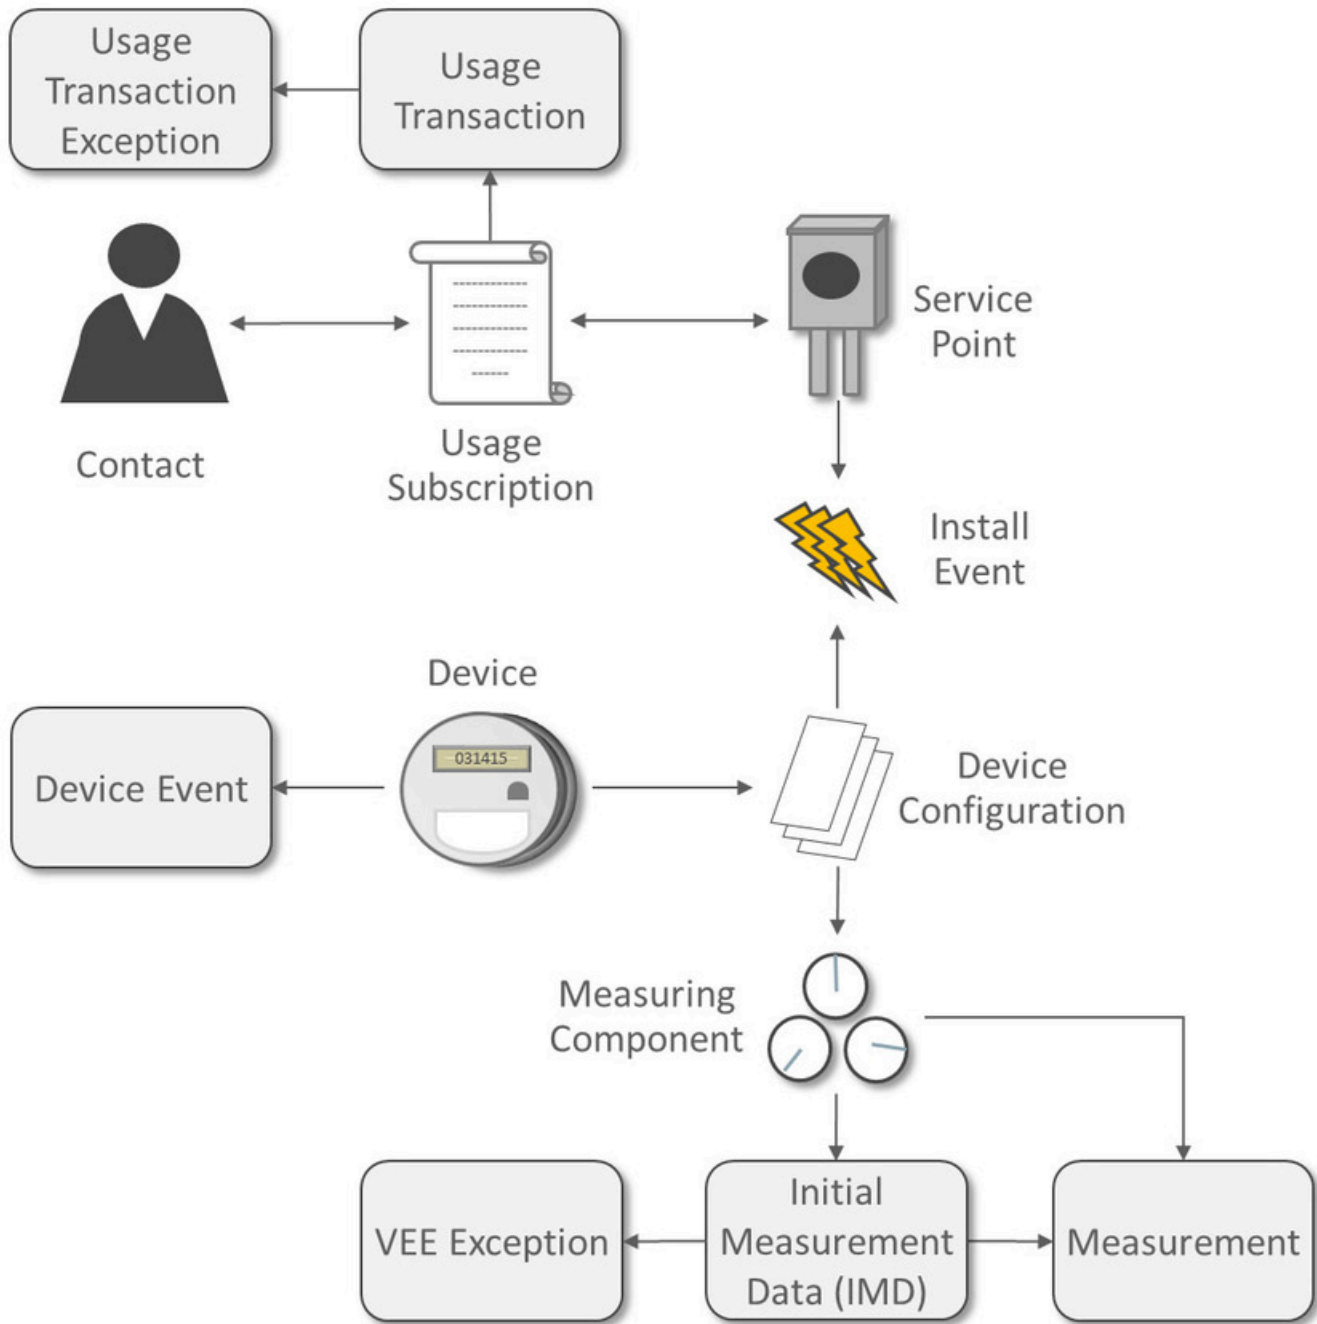 Usage
Transaction
Exception
Usage
Transaction
Service
Point
Contact
Usage
Subscription
Install
Event
Device
031415
Device Event
Device
Configuration
Measuring
Component
VEE Exception
Initial
Measurement
Data (IMD)
Measurement